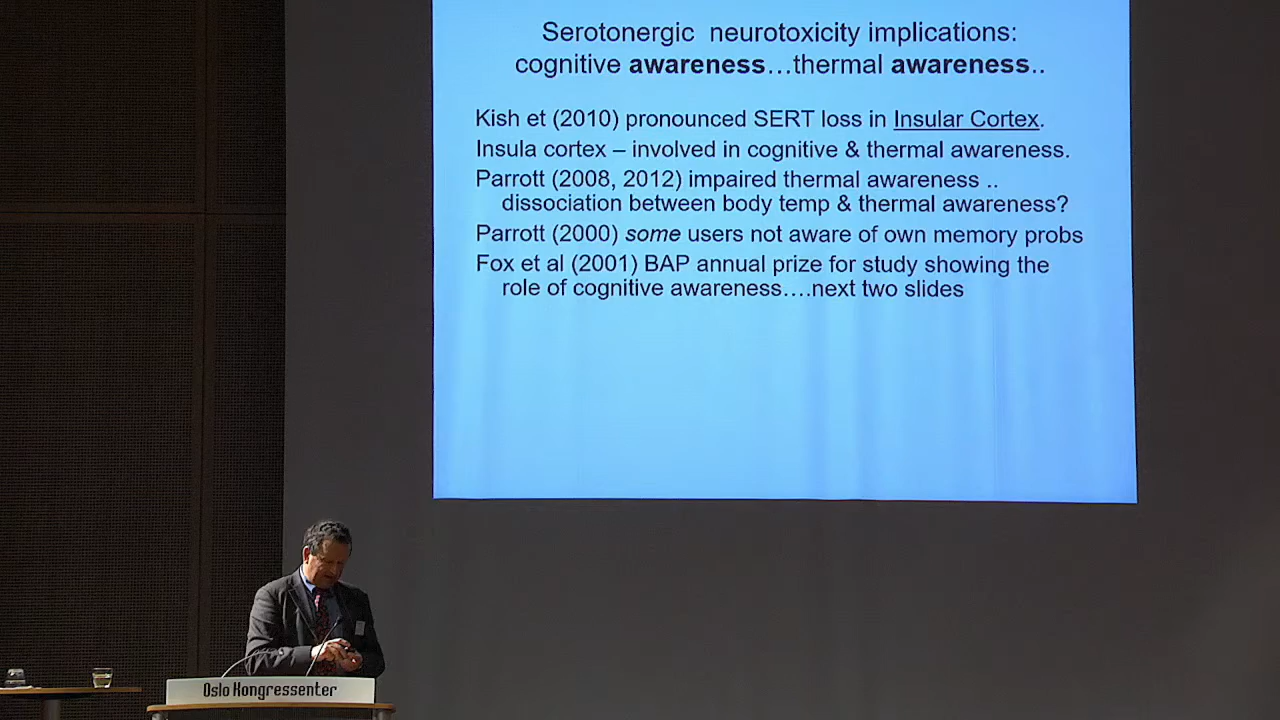 Serotonergic neurotoxicity implications:
cognitive awareness...thermal awareness..
Kish et (2010) pronounced SERT loss in Insular Cortex.
Insula cortex – involved in cognitive & thermal awareness.
Parrott (2008, 2012) impaired thermal awareness ..
dissociation between body temp & thermal awareness?
Parrott (2000) some users not aware of own memory probs
Fox et al (2001) BAP annual prize for study showing the
role of cognitive awareness....next two slides
Oslo Kongressenter